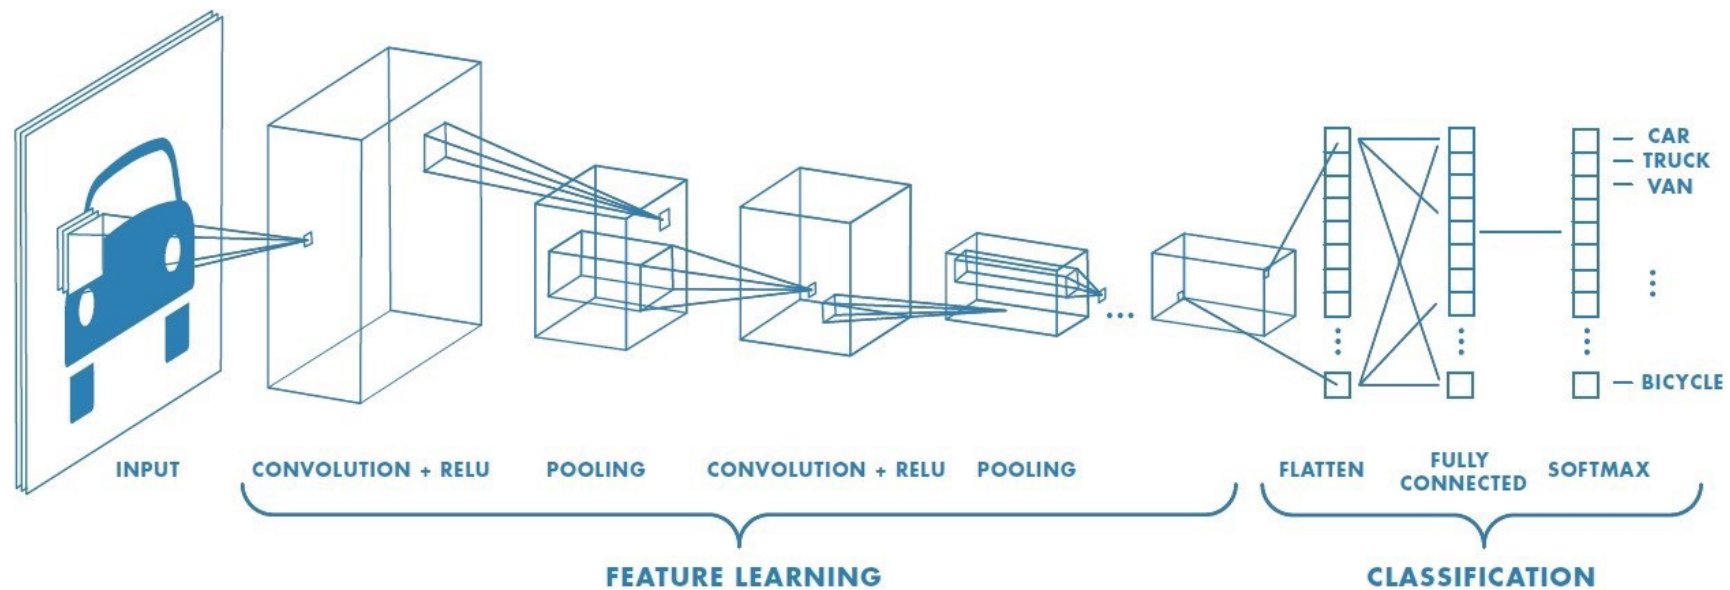 CAR
TRUCK
VAN
BICYCLE
INPUT
CONVOLUTION + RELU
POOLING
CONVOLUTION + RELU
POOLING
FLATTEN
FULLY
CONNECTED
SOFTMAX
FEATURE LEARNING
CLASSIFICATION